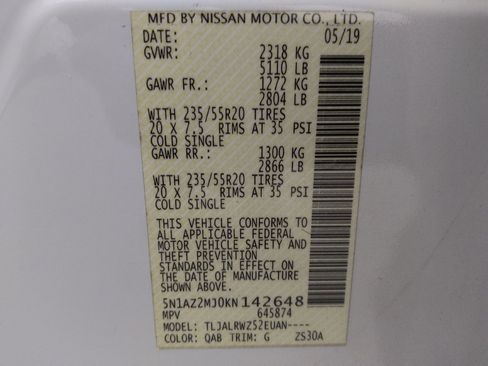 MFD BY NISSAN MOTOR CO., LTD.
DATE: 05/19
GVWR: 2318 KG
5110 LB
GAWR FR.: 1272 KG
2804 LB
WITH 235/55R20 TIRES
20 X 7.5 RIMS AT 35 PSI
COLD SINGLE
GAWR RR.: 1300 KG
2866 LB
WITH 235/55R20 TIRES
20 X 7.5 RIMS AT 35 PSI
COLD SINGLE
THIS VEHICLE CONFORMS TO
ALL APPLICABLE FEDERAL
MOTOR VEHICLE SAFETY AND
THEFT PREVENTION
STANDARDS IN EFFECT ON
THE DATE OF MANUFACTURE
SHOWN ABOVE.
5N1AZ2MJ0KN142648
MPV 645874
MODEL: TLJALRWZ52EUAN----
COLOR: QAB TRIM: G ZS30A